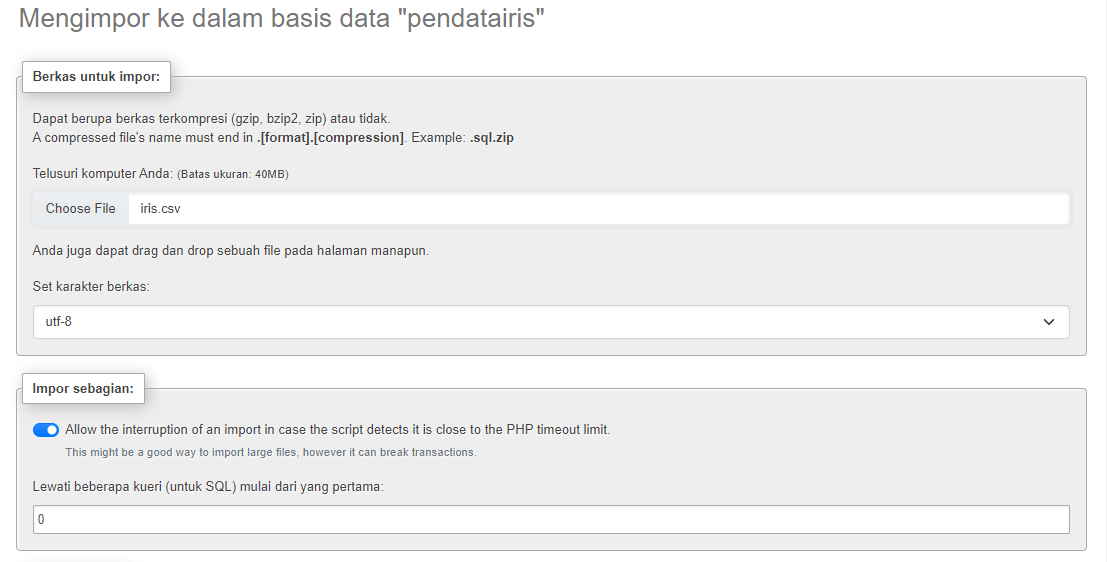 Mengimpor ke dalam basis data "pendatairis"
Berkas untuk impor:
Dapat berupa berkas terkompresi (gzip, bzip2, zip) atau tidak.
A compressed file's name must end in .[format].[compression]. Example: .sql.zip
Telusuri komputer Anda: (Batas ukuran: 40MB)
Choose File iris.csv
Anda juga dapat drag dan drop sebuah file pada halaman manapun.
Set karakter berkas:
utf-8
Impor sebagian:
Allow the interruption of an import in case the script detects it is close to the PHP timeout limit.
This might be a good way to import large files, however it can break transactions.
Lewati beberapa kueri (untuk SQL) mulai dari yang pertama:
0